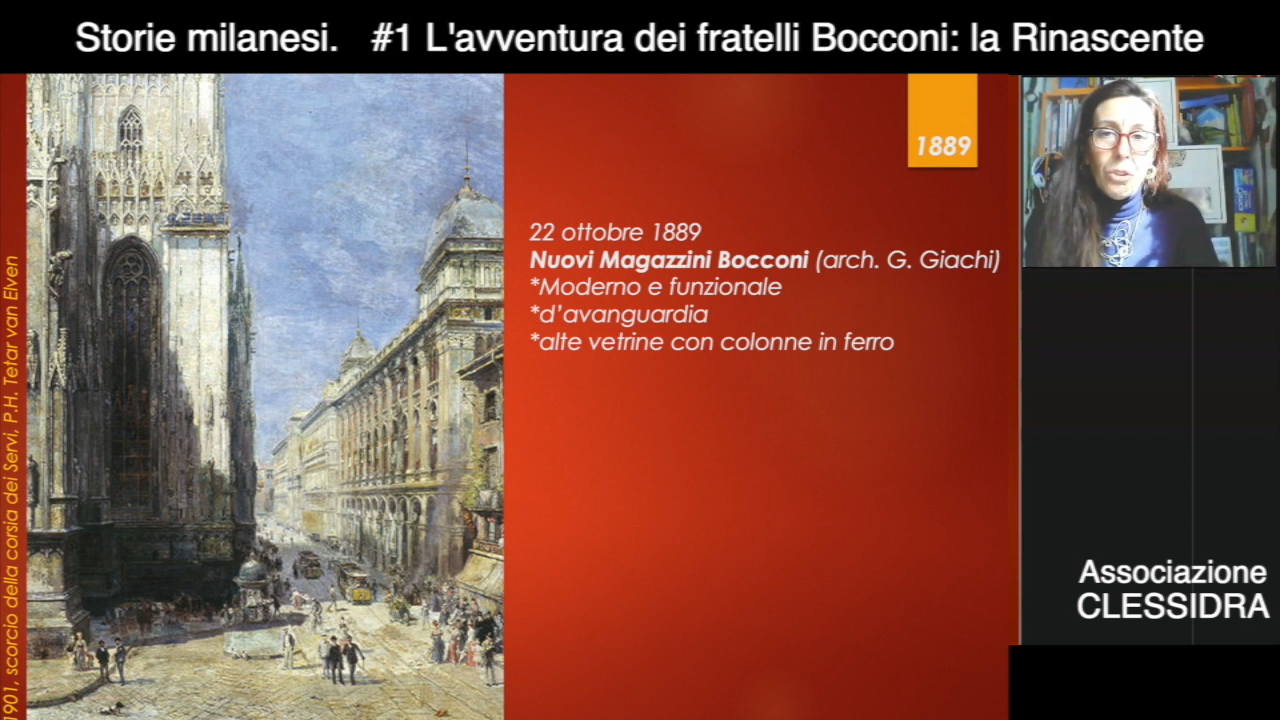 Storie milanesi. #1 L'avventura dei fratelli Bocconi: la Rinascente
1901, scorcio della corsia dei Servi, P.H. Tetar van Elven
1889
22 ottobre 1889
Nuovi Magazzini Bocconi (arch. G. Giachi)
*Moderno e funzionale
*d'avanguardia
*alte vetrine con colonne in ferro
Associazione
CLESSIDRA